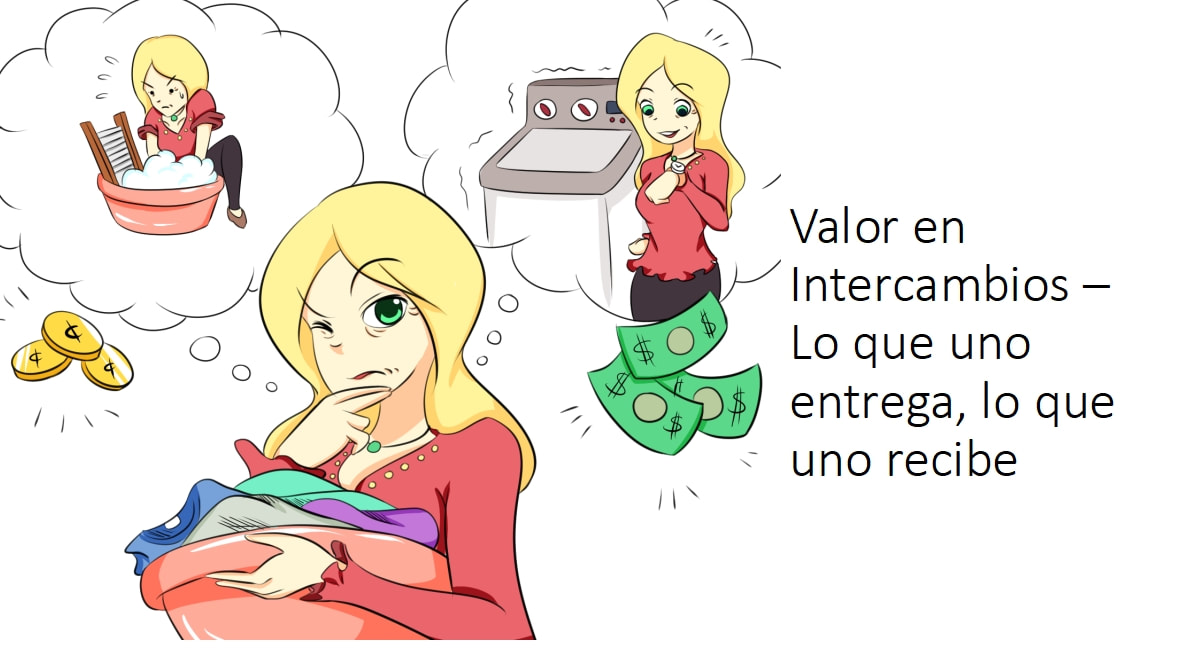 Valor en
Intercambios –
Lo que uno
entrega, lo que
uno recibe
¢
¢
¢
$
$
$
$
$